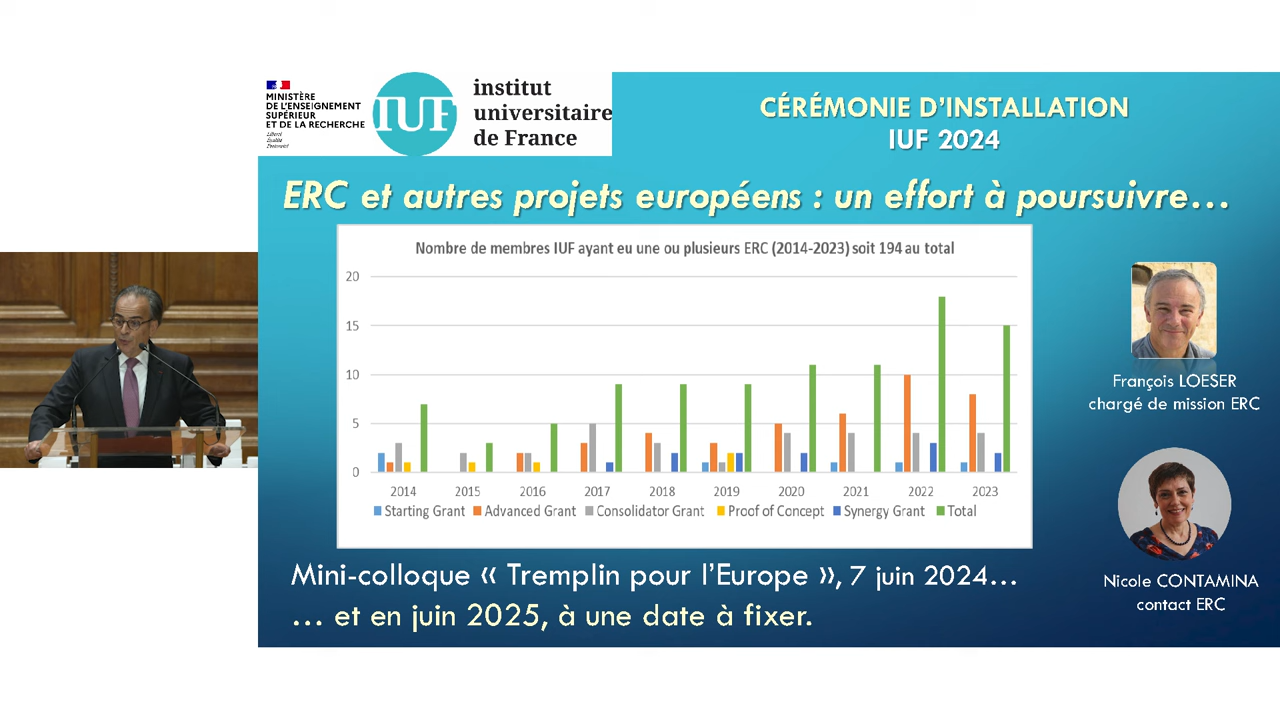 MINISTÈRE
DE L'ENSEIGNEMENT
SUPÉRIEUR
ET DE LA RECHERCHE
Liberté
Égalité
Fraternité
IUF
institut
universitaire
de France
CÉRÉMONIE D'INSTALLATION
IUF 2024
ERC et autres projets européens : un effort à poursuivre…
Nombre de membres IUF ayant eu une ou plusieurs ERC (2014-2023) soit 194 au total
20
15
10
5
0
2014 2015 2016 2017 2018 2019 2020 2021 2022 2023
Starting Grant Advanced Grant Consolidator Grant Proof of Concept Synergy Grant Total
François LOESER
chargé de mission ERC
Nicole CONTAMINA
contact ERC
Mini-colloque « Tremplin pour l'Europe », 7 juin 2024…
… et en juin 2025, à une date à fixer.